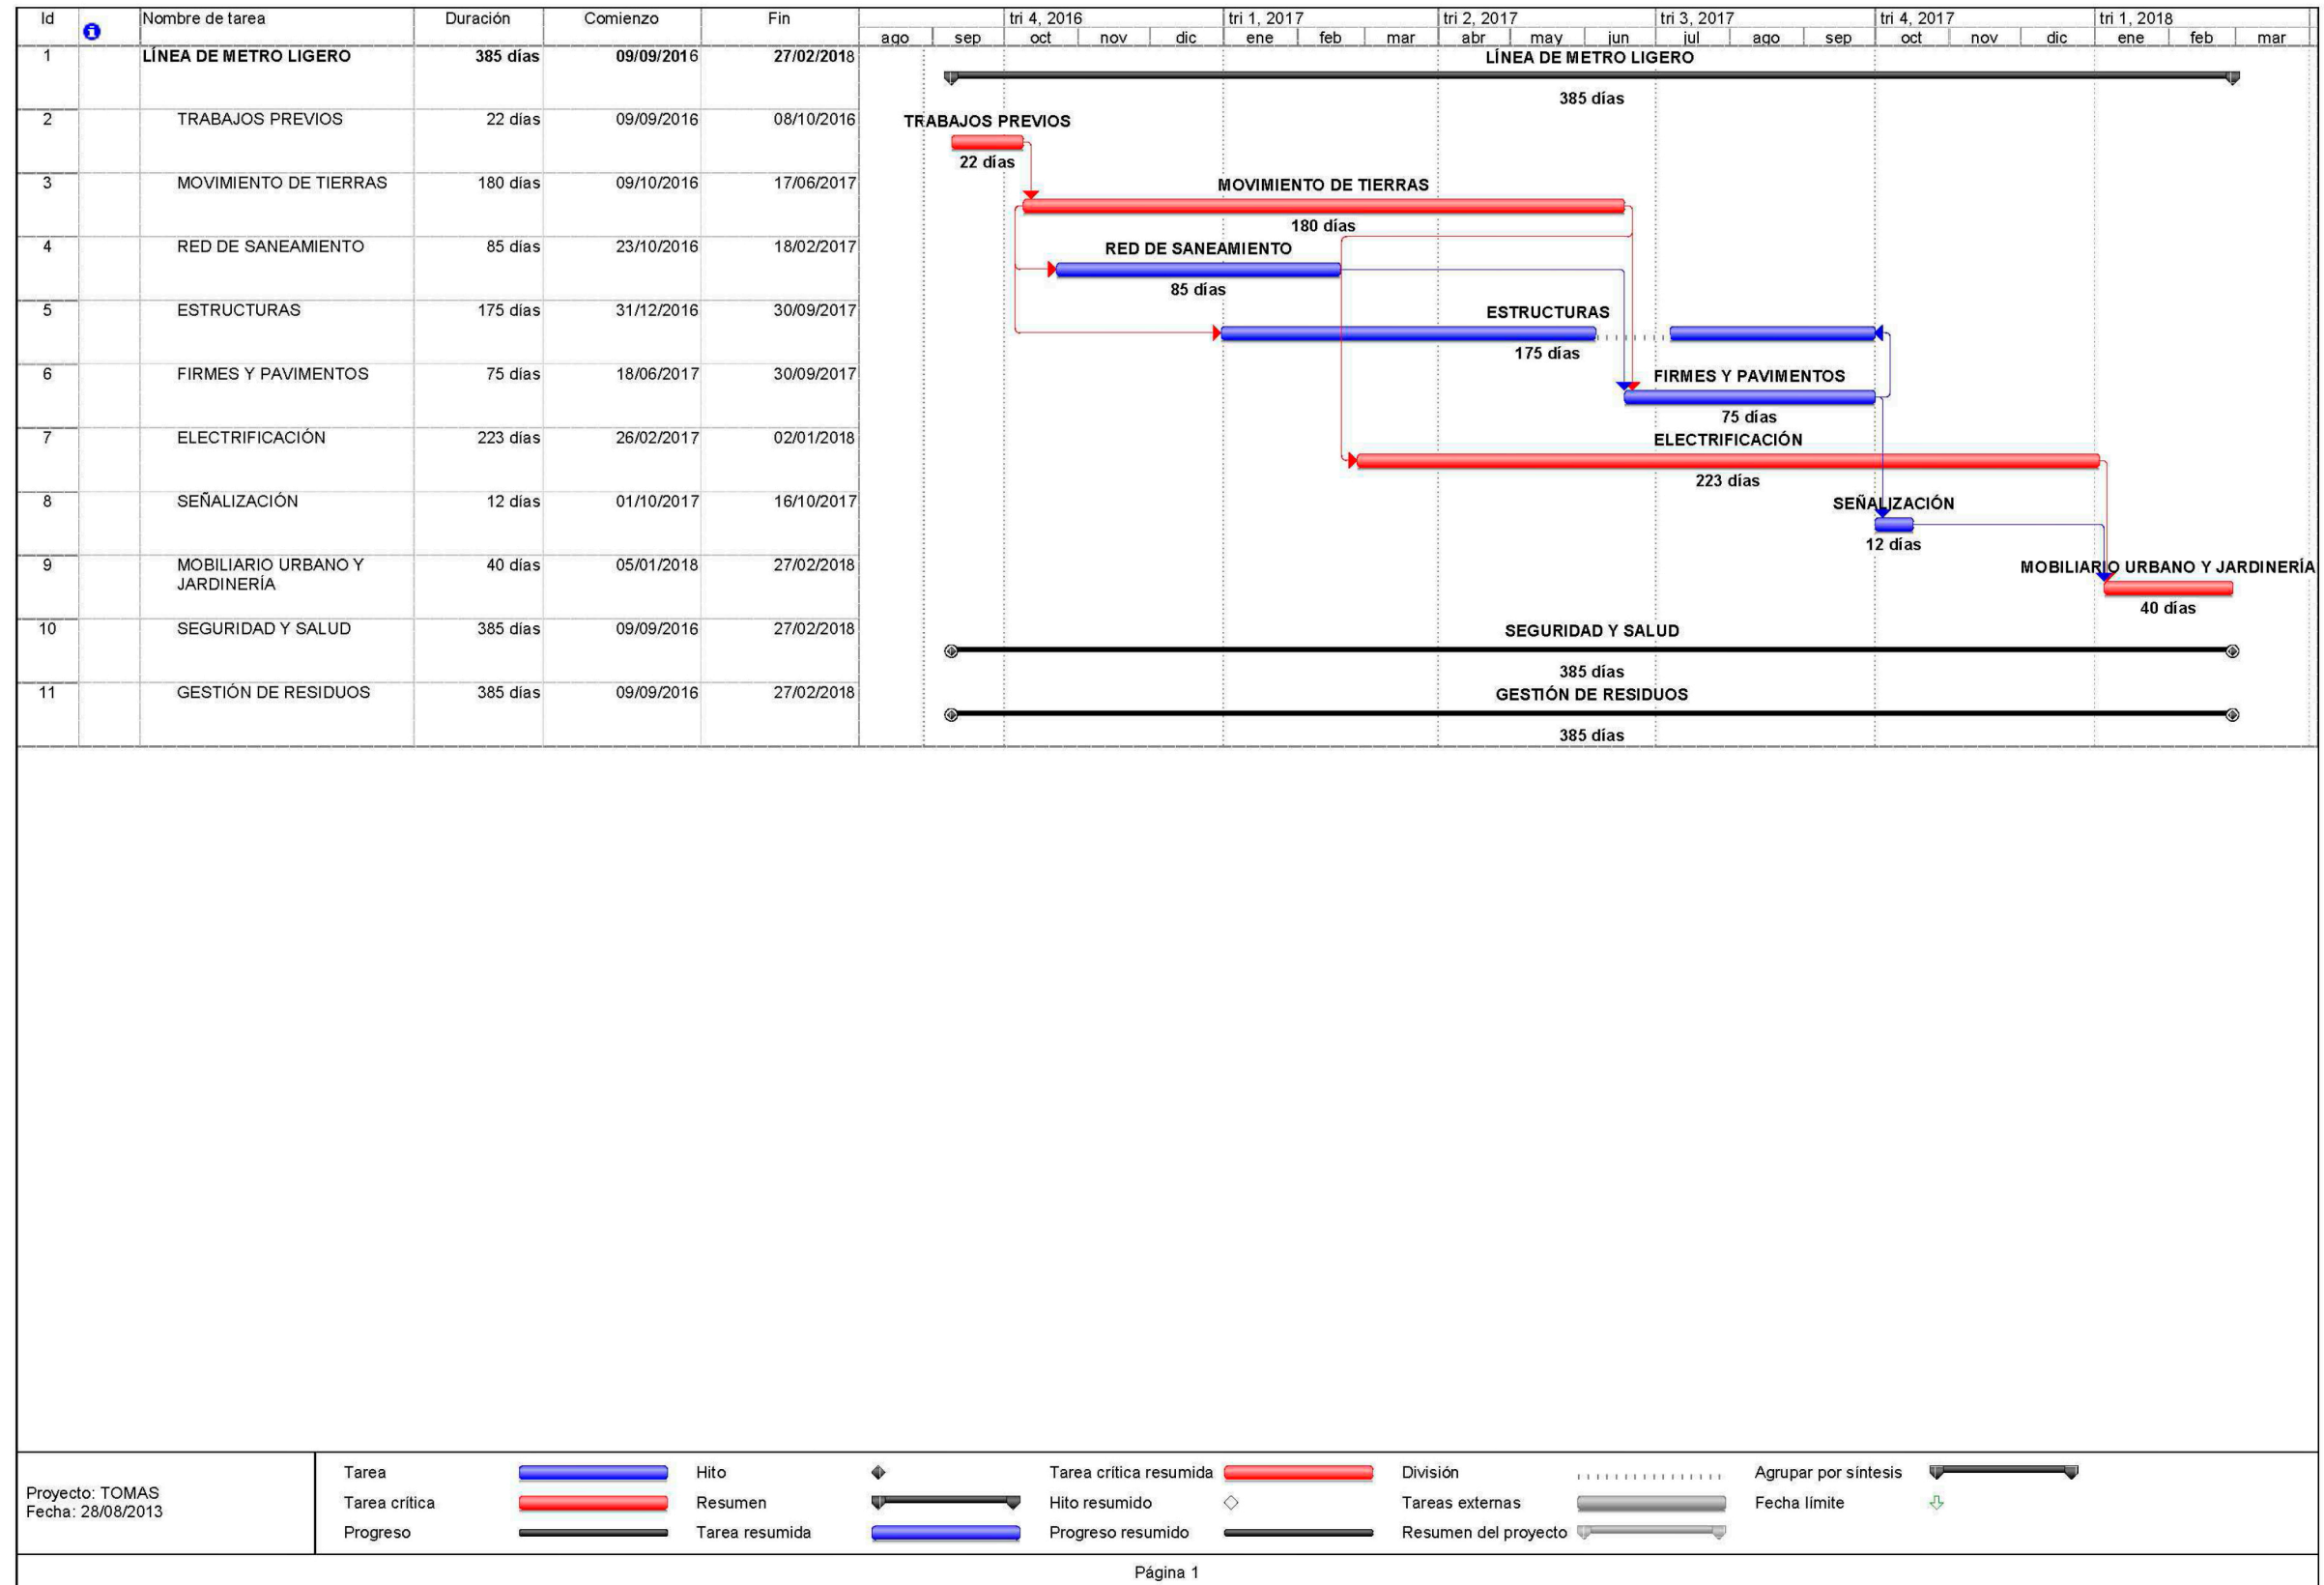 Id Nombre de tarea Duración Comienzo Fin tri 4, 2016 tri 1, 2017 tri 2, 2017 tri 3, 2017 tri 4, 2017 tri 1, 2018
ago sep oct nov dic ene feb mar abr may jun jul ago sep oct nov dic ene feb mar
1 LÍNEA DE METRO LIGERO 385 días 09/09/2016 27/02/2018 LÍNEA DE METRO LIGERO
385 días
2 TRABAJOS PREVIOS 22 días 09/09/2016 08/10/2016 TRABAJOS PREVIOS
22 días
3 MOVIMIENTO DE TIERRAS 180 días 09/10/2016 17/06/2017 MOVIMIENTO DE TIERRAS
180 días
4 RED DE SANEAMIENTO 85 días 23/10/2016 18/02/2017 RED DE SANEAMIENTO
85 días
5 ESTRUCTURAS 175 días 31/12/2016 30/09/2017 ESTRUCTURAS
175 días
6 FIRMES Y PAVIMENTOS 75 días 18/06/2017 30/09/2017 FIRMES Y PAVIMENTOS
75 días
7 ELECTRIFICACIÓN 223 días 26/02/2017 02/01/2018 ELECTRIFICACIÓN
223 días
8 SEÑALIZACIÓN 12 días 01/10/2017 16/10/2017 SEÑALIZACIÓN
12 días
9 MOBILIARIO URBANO Y 40 días 05/01/2018 27/02/2018 MOBILIARIO URBANO Y JARDINERÍA
JARDINERÍA
40 días
10 SEGURIDAD Y SALUD 385 días 09/09/2016 27/02/2018 SEGURIDAD Y SALUD
385 días
11 GESTIÓN DE RESIDUOS 385 días 09/09/2016 27/02/2018 GESTIÓN DE RESIDUOS
385 días
Proyecto: TOMAS
Fecha: 28/08/2013
Tarea Hito Tarea crítica resumida División Agrupar por síntesis
Tarea crítica Resumen Hito resumido Tareas externas Fecha límite
Progreso Tarea resumida Progreso resumido Resumen del proyecto
Página 1